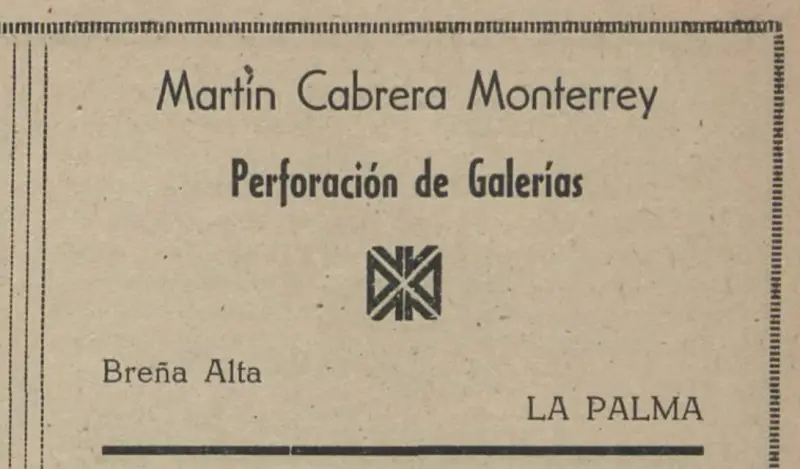 Martín Cabrera Monterrey
Perforación de Galerías
Breña Alta
LA PALMA